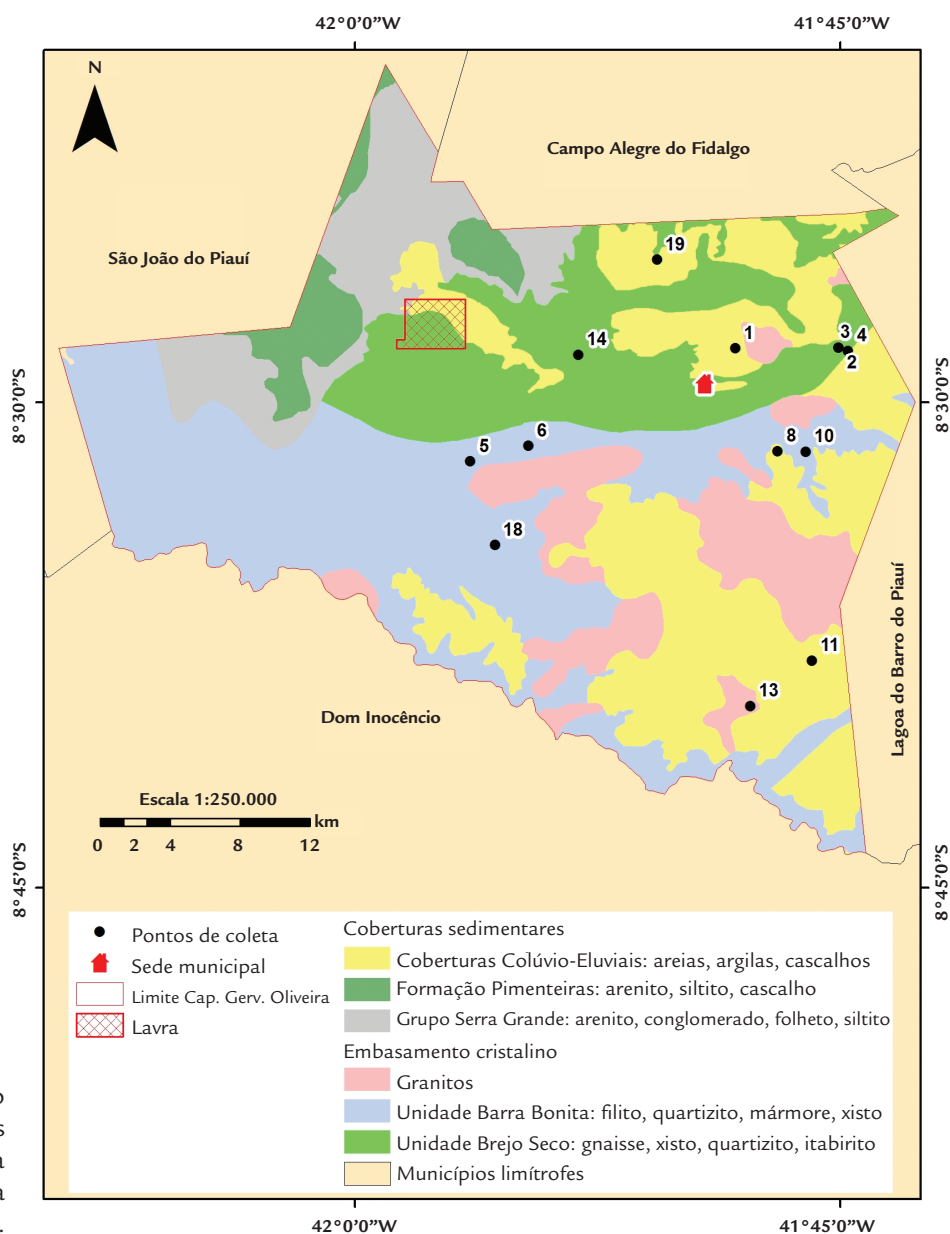 42°0'0"W 41°45'0"W
N
Campo Alegre do Fidalgo
São João do Piauí
19
14
1
3
4
2
8°30'0"S 8°30'0"S
5
6
8
10
18
11
13
Lagoa do Barro do Piauí
Dom Inocêncio
Escala 1:250.000
km
0 2 4 8 12
8°45'0"S 8°45'0"S
Pontos de coleta
Sede municipal
Limite Cap. Gerv. Oliveira
Lavra
Coberturas sedimentares
Coberturas Colúvio-Eluviais: areias, argilas, cascalhos
Formação Pimenteiras: arenito, siltito, cascalho
Grupo Serra Grande: arenito, conglomerado, folheto, siltito
Embasamento cristalino
Granitos
Unidade Barra Bonita: filito, quartizito, mármore, xisto
Unidade Brejo Seco: gnaisse, xisto, quartizito, itabirito
Municípios limítrofes
42°0'0"W 41°45'0"W